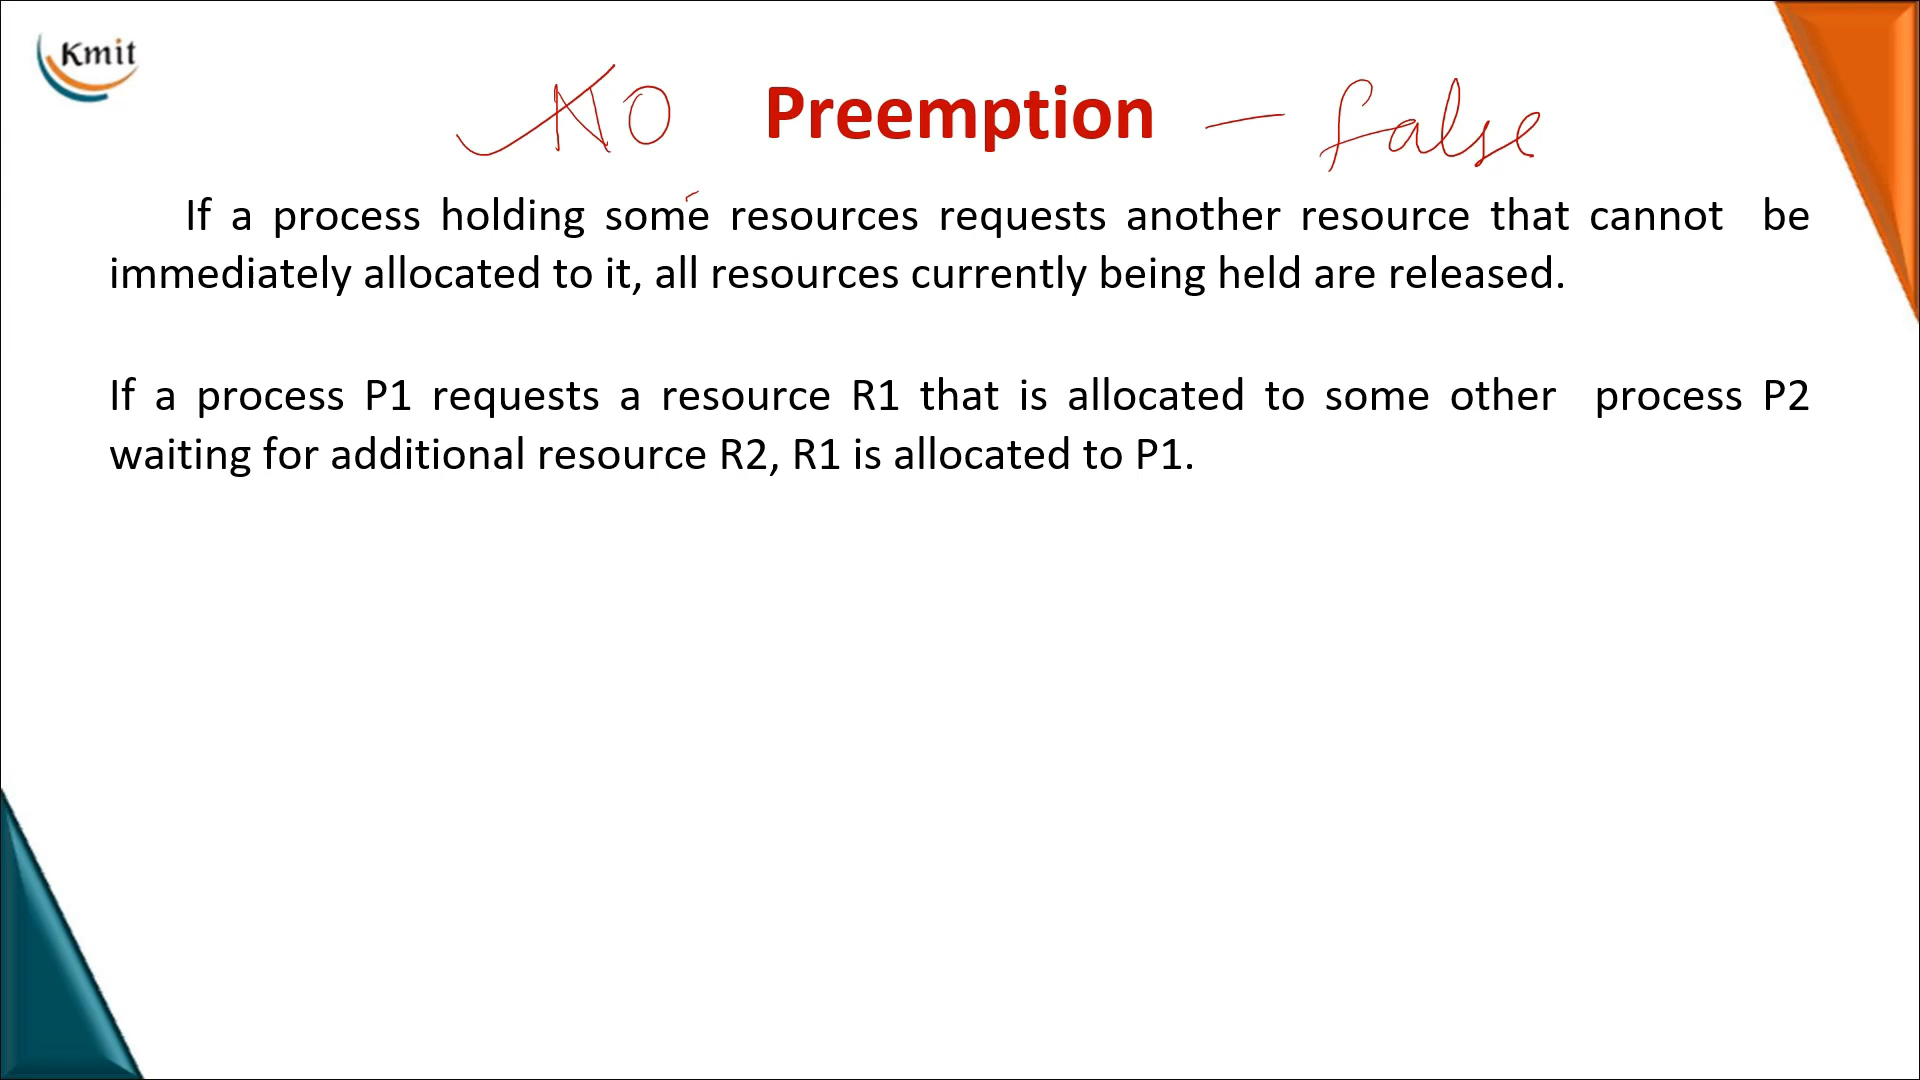 Kmit
NO Preemption - false
If a process holding some resources requests another resource that cannot be
immediately allocated to it, all resources currently being held are released.
If a process P1 requests a resource R1 that is allocated to some other process P2
waiting for additional resource R2, R1 is allocated to P1.